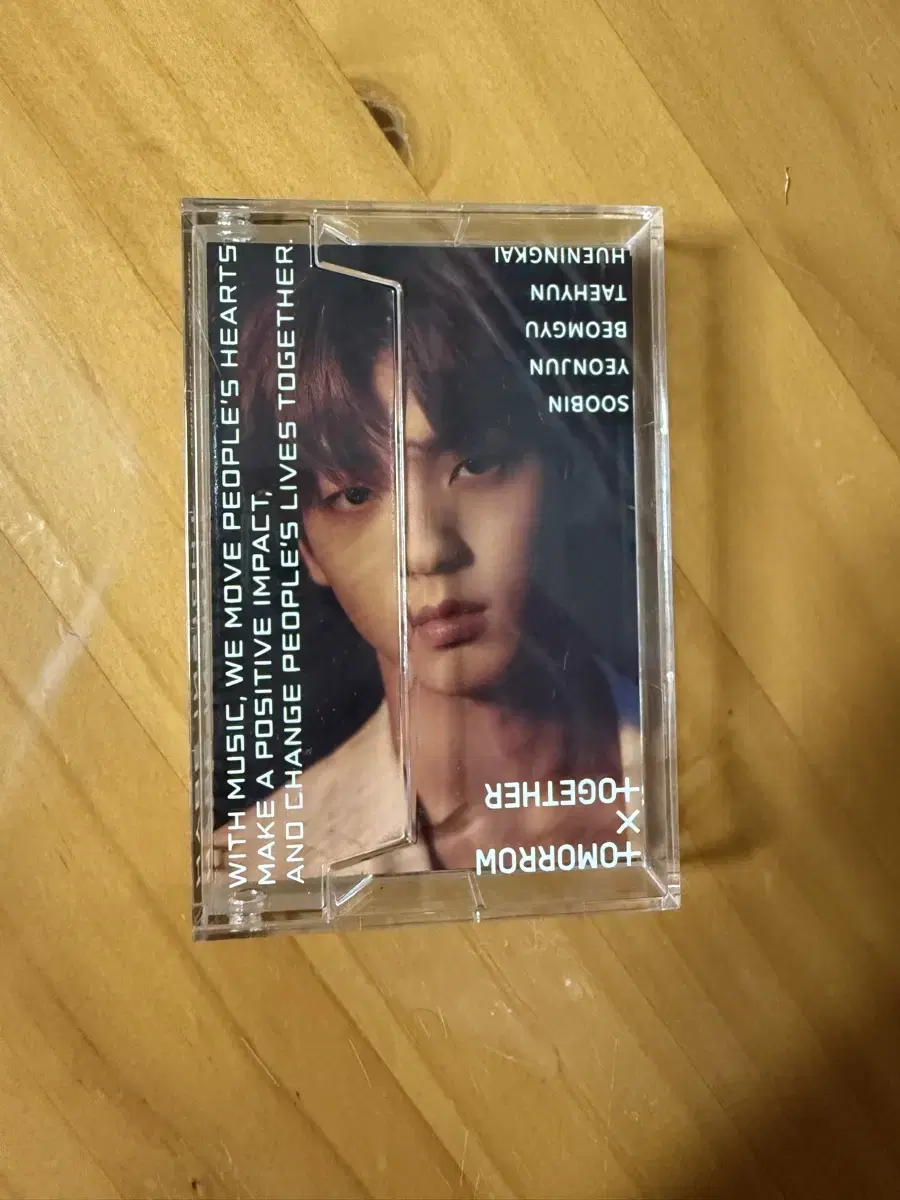 WITH MUSIC, WE MOVE PEOPLE'S HEARTS
MAKE A POSITIVE IMPACT,
AND CHANGE PEOPLE'S LIVES TOGETHER.
TOMORROW
×
TOGETHER
SOOBIN
YEONJUN
BEOMGYU
TAEHYUN
HUENINGKAI